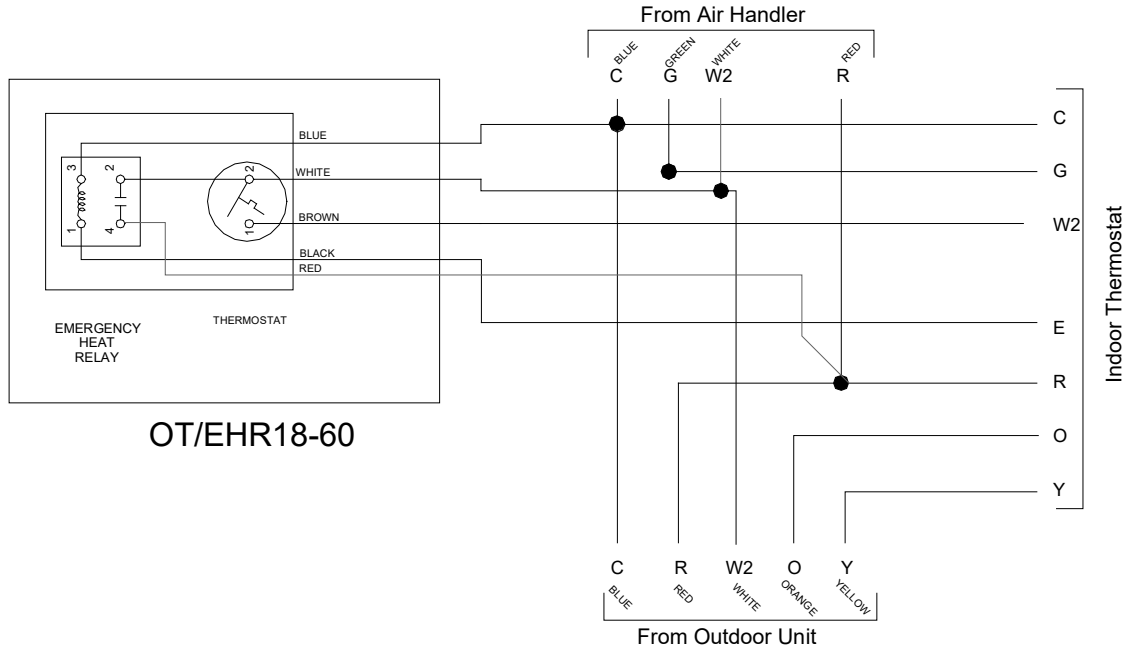 From Air Handler
BLUE
GREEN
WHITE
RED
C
G
W2
R
C
G
W2
E
R
O
Y
Indoor Thermostat
BLUE
WHITE
BROWN
BLACK
RED
3
2
1
4
2
1
EMERGENCY
HEAT
RELAY
THERMOSTAT
OT/EHR18-60
C
R
W2
O
Y
BLUE
RED
WHITE
ORANGE
YELLOW
From Outdoor Unit